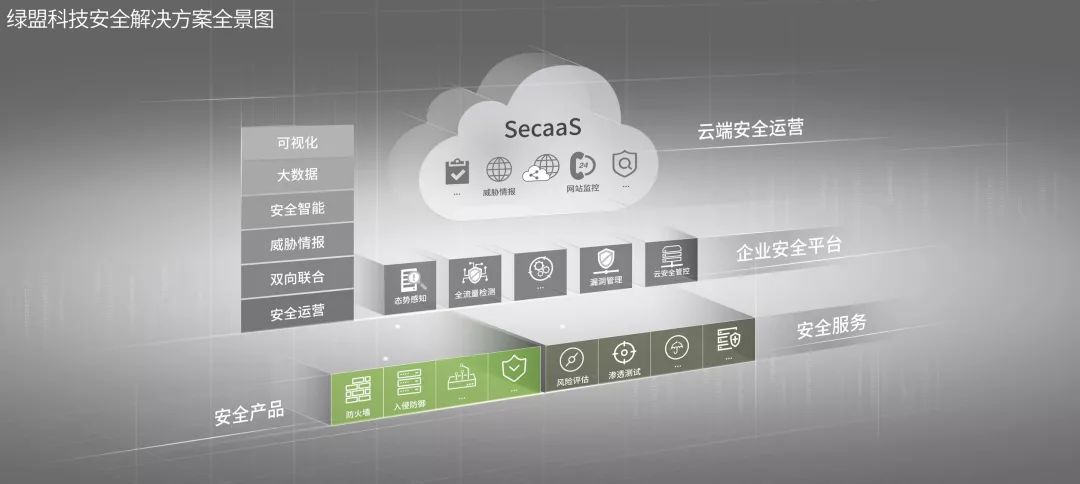 绿盟科技安全解决方案全景图
可视化
大数据
安全智能
威胁情报
双向联合
安全运营
SecaaS
...
威胁情报
24
网站监控
...
云端安全运营
态势感知
全流量检测
...
漏洞管理
云安全管控
企业安全平台
防火墙
入侵防御
...
...
风险评估
渗透测试
...
...
安全服务
安全产品